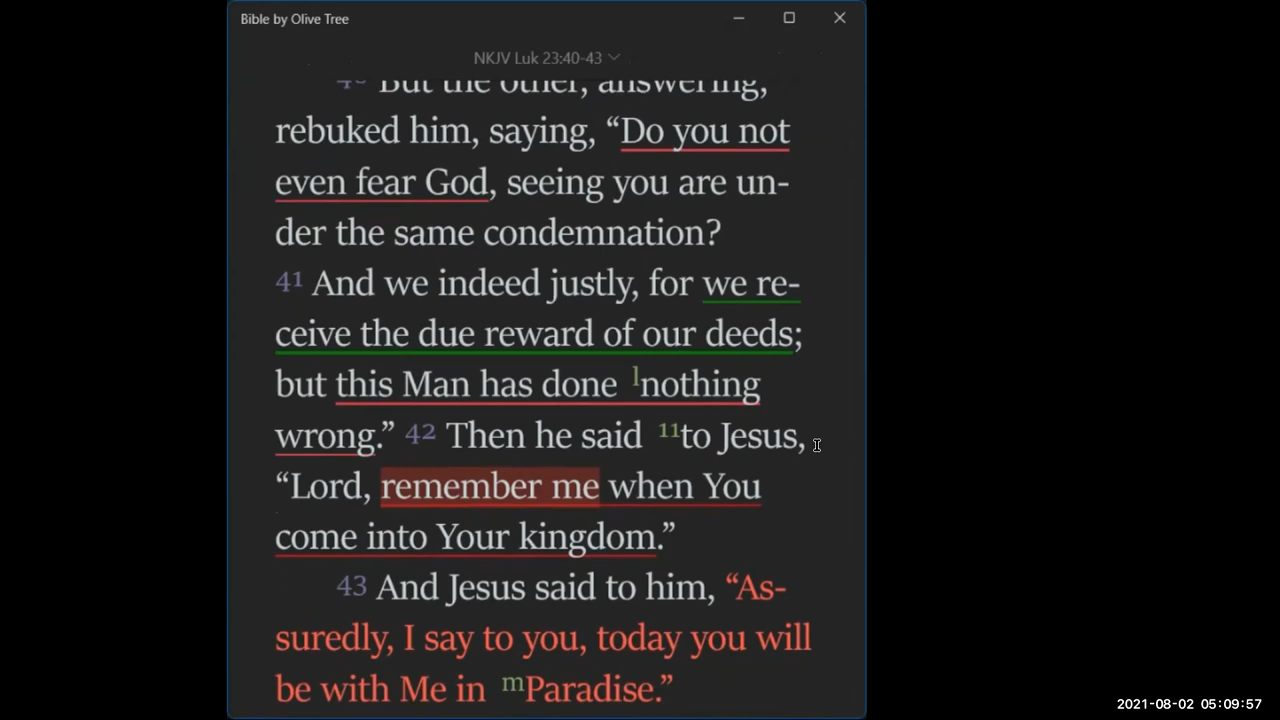 Bible by Olive Tree
NKJV Luk 23:40-43
40 But the other, answering,
rebuked him, saying, “Do you not
even fear God, seeing you are un-
der the same condemnation?
41 And we indeed justly, for we re-
ceive the due reward of our deeds;
but this Man has done lnothing
wrong.” 42 Then he said 11to Jesus,
“Lord, remember me when You
come into Your kingdom.”
43 And Jesus said to him, “As-
suredly, I say to you, today you will
be with Me in mParadise.”
2021-08-02 05:09:57